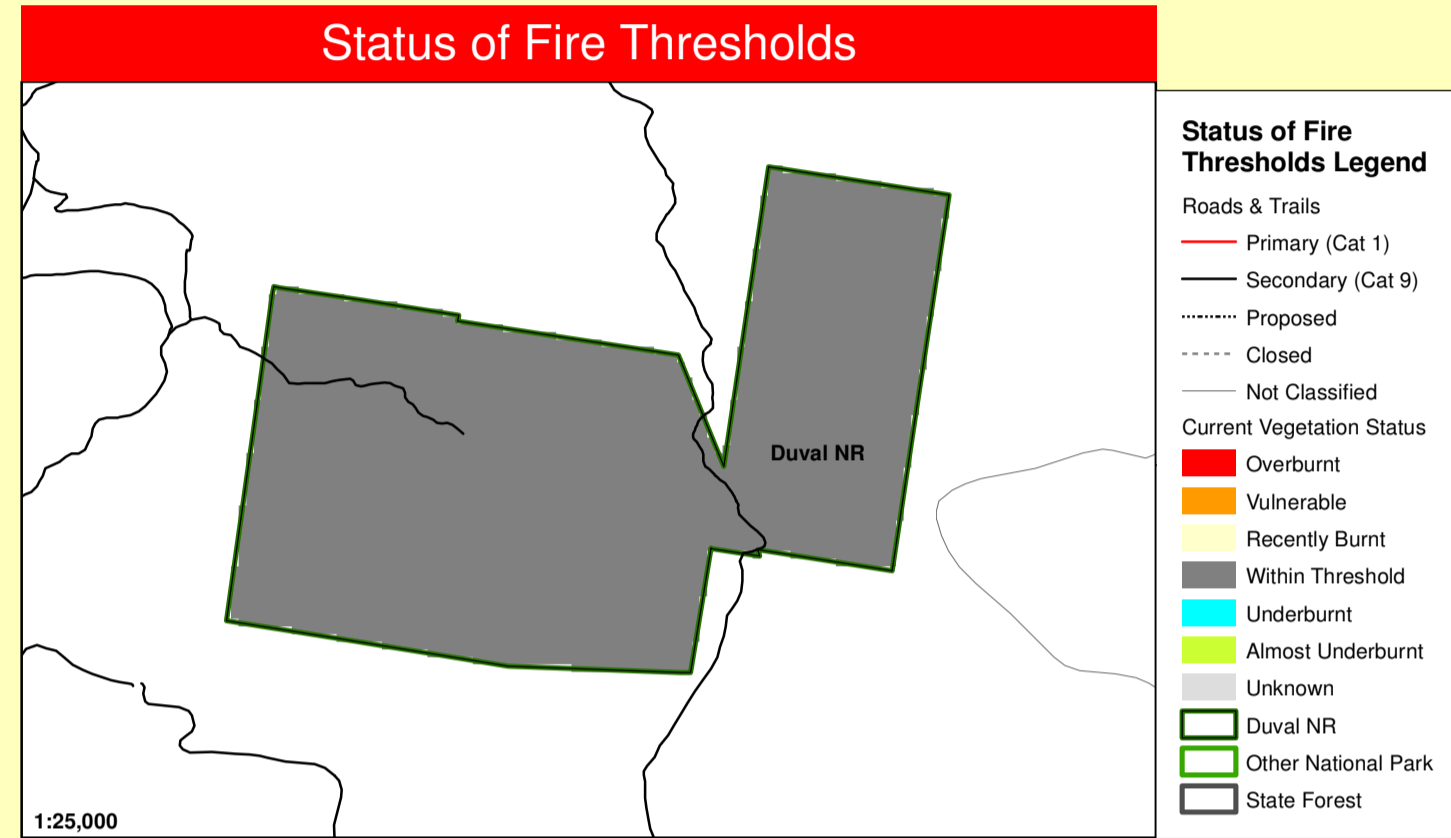 Status of Fire Thresholds
Duval NR
1:25,000
Status of Fire
Thresholds Legend
Roads & Trails
Primary (Cat 1)
Secondary (Cat 9)
Proposed
Closed
Not Classified
Current Vegetation Status
Overburnt
Vulnerable
Recently Burnt
Within Threshold
Underburnt
Almost Underburnt
Unknown
Duval NR
Other National Park
State Forest